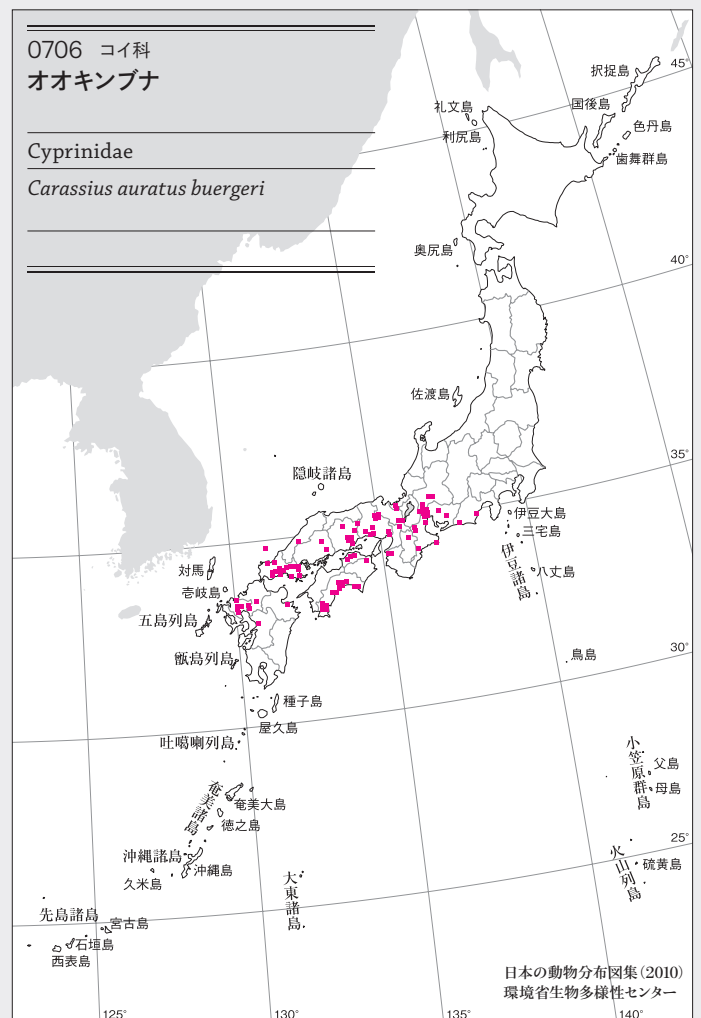 0706 コイ科
オオキンブナ
Cyprinidae
Carassius auratus buergeri
45°
択捉島
国後島
礼文島
色丹島
利尻島
歯舞群島
奥尻島
40°
佐渡島
35°
隠岐諸島
伊豆大島
三宅島
伊豆諸島
八丈島
対馬
壱岐島
五島列島
甑島列島
鳥島
30°
種子島
屋久島
吐噶喇列島
小笠原群島
父島
母島
奄美諸島
奄美大島
徳之島
25°
沖縄諸島
沖縄島
久米島
火山列島
硫黄島
大東諸島
先島諸島
宮古島
石垣島
西表島
日本の動物分布図集(2010)
環境省生物多様性センター
125°
130°
135°
140°